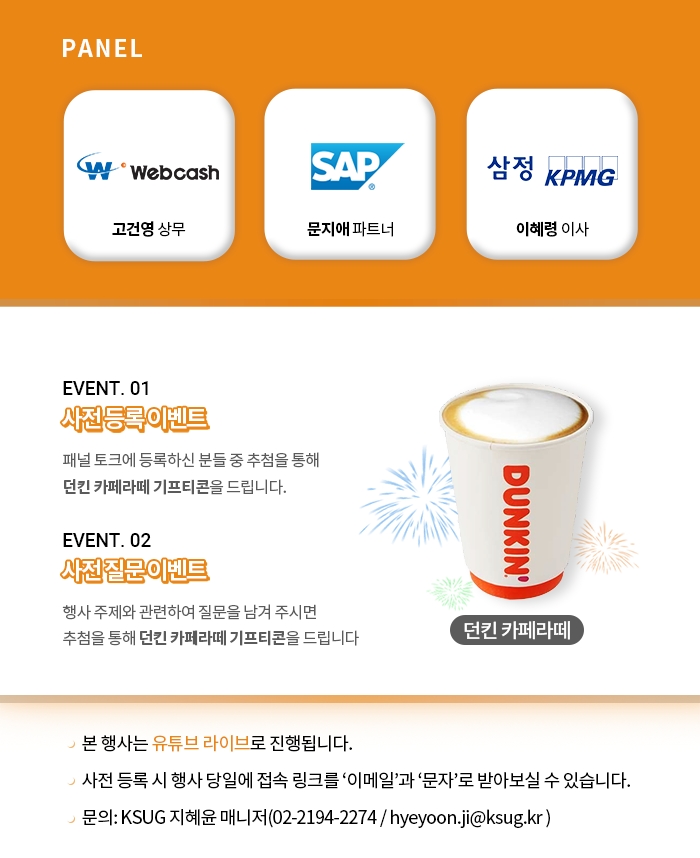 PANEL
Webcash
SAP®
삼정 KPMG
고건영 상무
문지애 파트너
이혜령 이사
EVENT. 01
사전 등록 이벤트
패널 토크에 등록하신 분들 중 추첨을 통해
던킨 카페라떼 기프티콘을 드립니다.
EVENT. 02
사전 질문 이벤트
행사 주제와 관련하여 질문을 남겨 주시면
추첨을 통해 던킨 카페라떼 기프티콘을 드립니다
DUNKIN'
던킨 카페라떼
본 행사는 유튜브 라이브로 진행됩니다.
사전 등록 시 행사 당일에 접속 링크를 ‘이메일’과 ‘문자’로 받아보실 수 있습니다.
문의: KSUG 지혜윤 매니저(02-2194-2274 / hyeyoon.ji@ksug.kr )